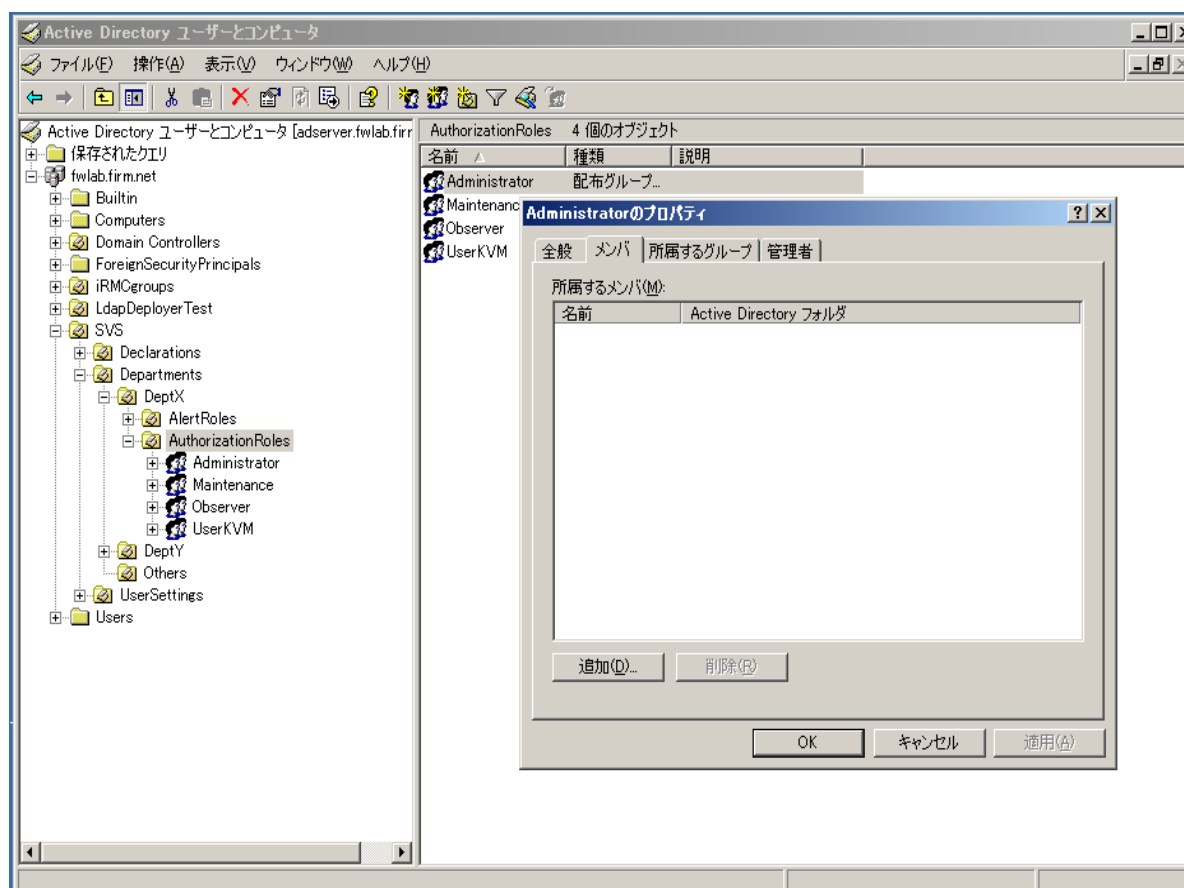 Active Directory ユーザーとコンピュータ
ファイル(F) 操作(A) 表示(V) ウィンドウ(W) ヘルプ(H)
Active Directory ユーザーとコンピュータ [adserver.fwlab.firr
保存されたクエリ
fwlab.firm.net
Builtin
Computers
Domain Controllers
ForeignSecurityPrincipals
iRMCgroups
LdapDeployerTest
SVS
Declarations
Departments
DeptX
AlertRoles
AuthorizationRoles
Administrator
Maintenance
Observer
UserKVM
DeptY
Others
UserSettings
Users
AuthorizationRoles 4 個のオブジェクト
名前 種類 説明
Administrator 配布グループ...
Maintenanc
Observer
UserKVM
Administratorのプロパティ
全般 メンバ 所属するグループ 管理者
所属するメンバ(M):
名前 Active Directory フォルダ
追加(D)... 削除(R)
OK キャンセル 適用(A)